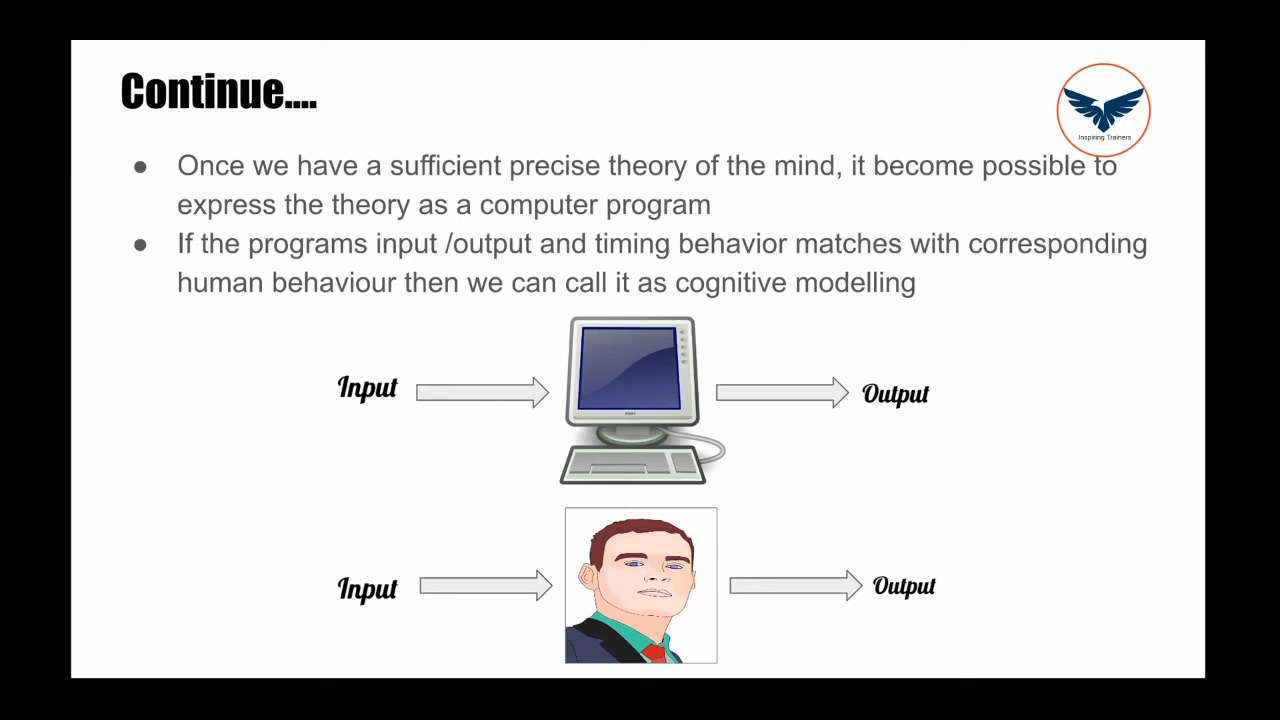 Continue....
Inspiring Trainers
● Once we have a sufficient precise theory of the mind, it become possible to
express the theory as a computer program
● If the programs input /output and timing behavior matches with corresponding
human behaviour then we can call it as cognitive modelling
Input
Output
Input
Output